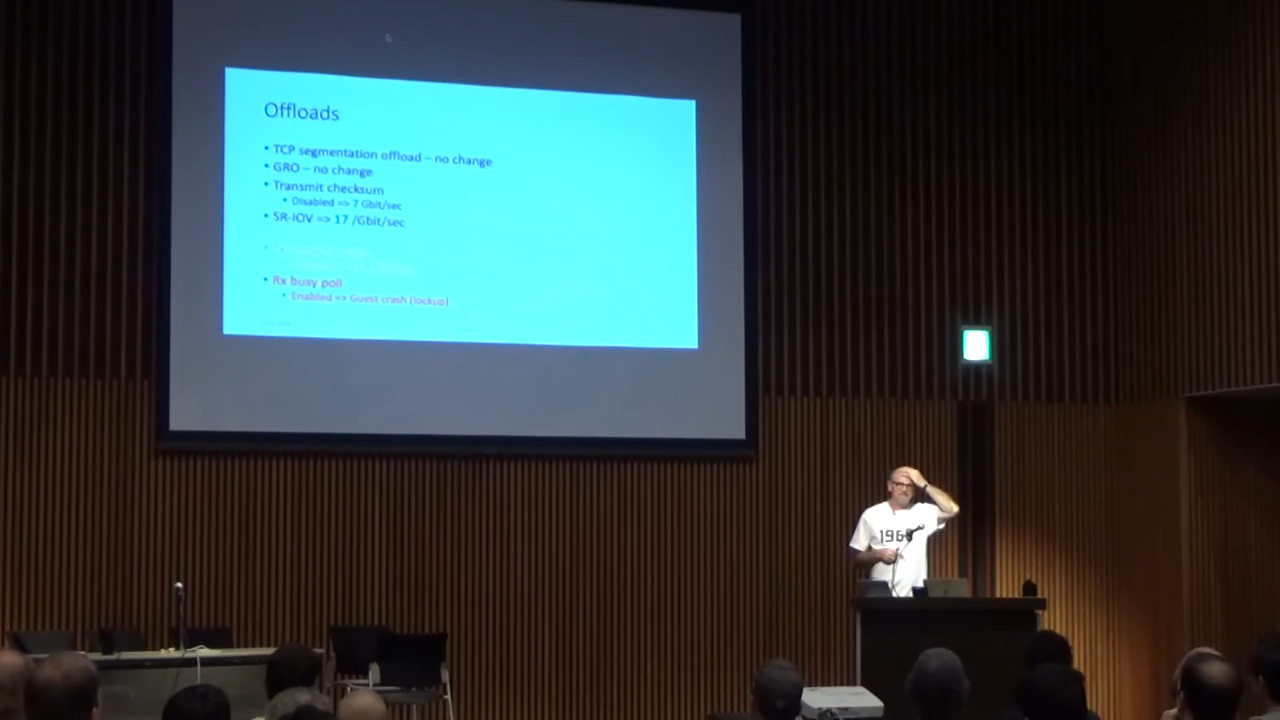 Offloads
• TCP segmentation offload – no change
• GRO – no change
• Transmit checksum
• Disabled => 7 Gbit/sec
• SR-IOV => 17 /Gbit/sec
• Rx busy poll
• Enabled => Guest crash (lockup)